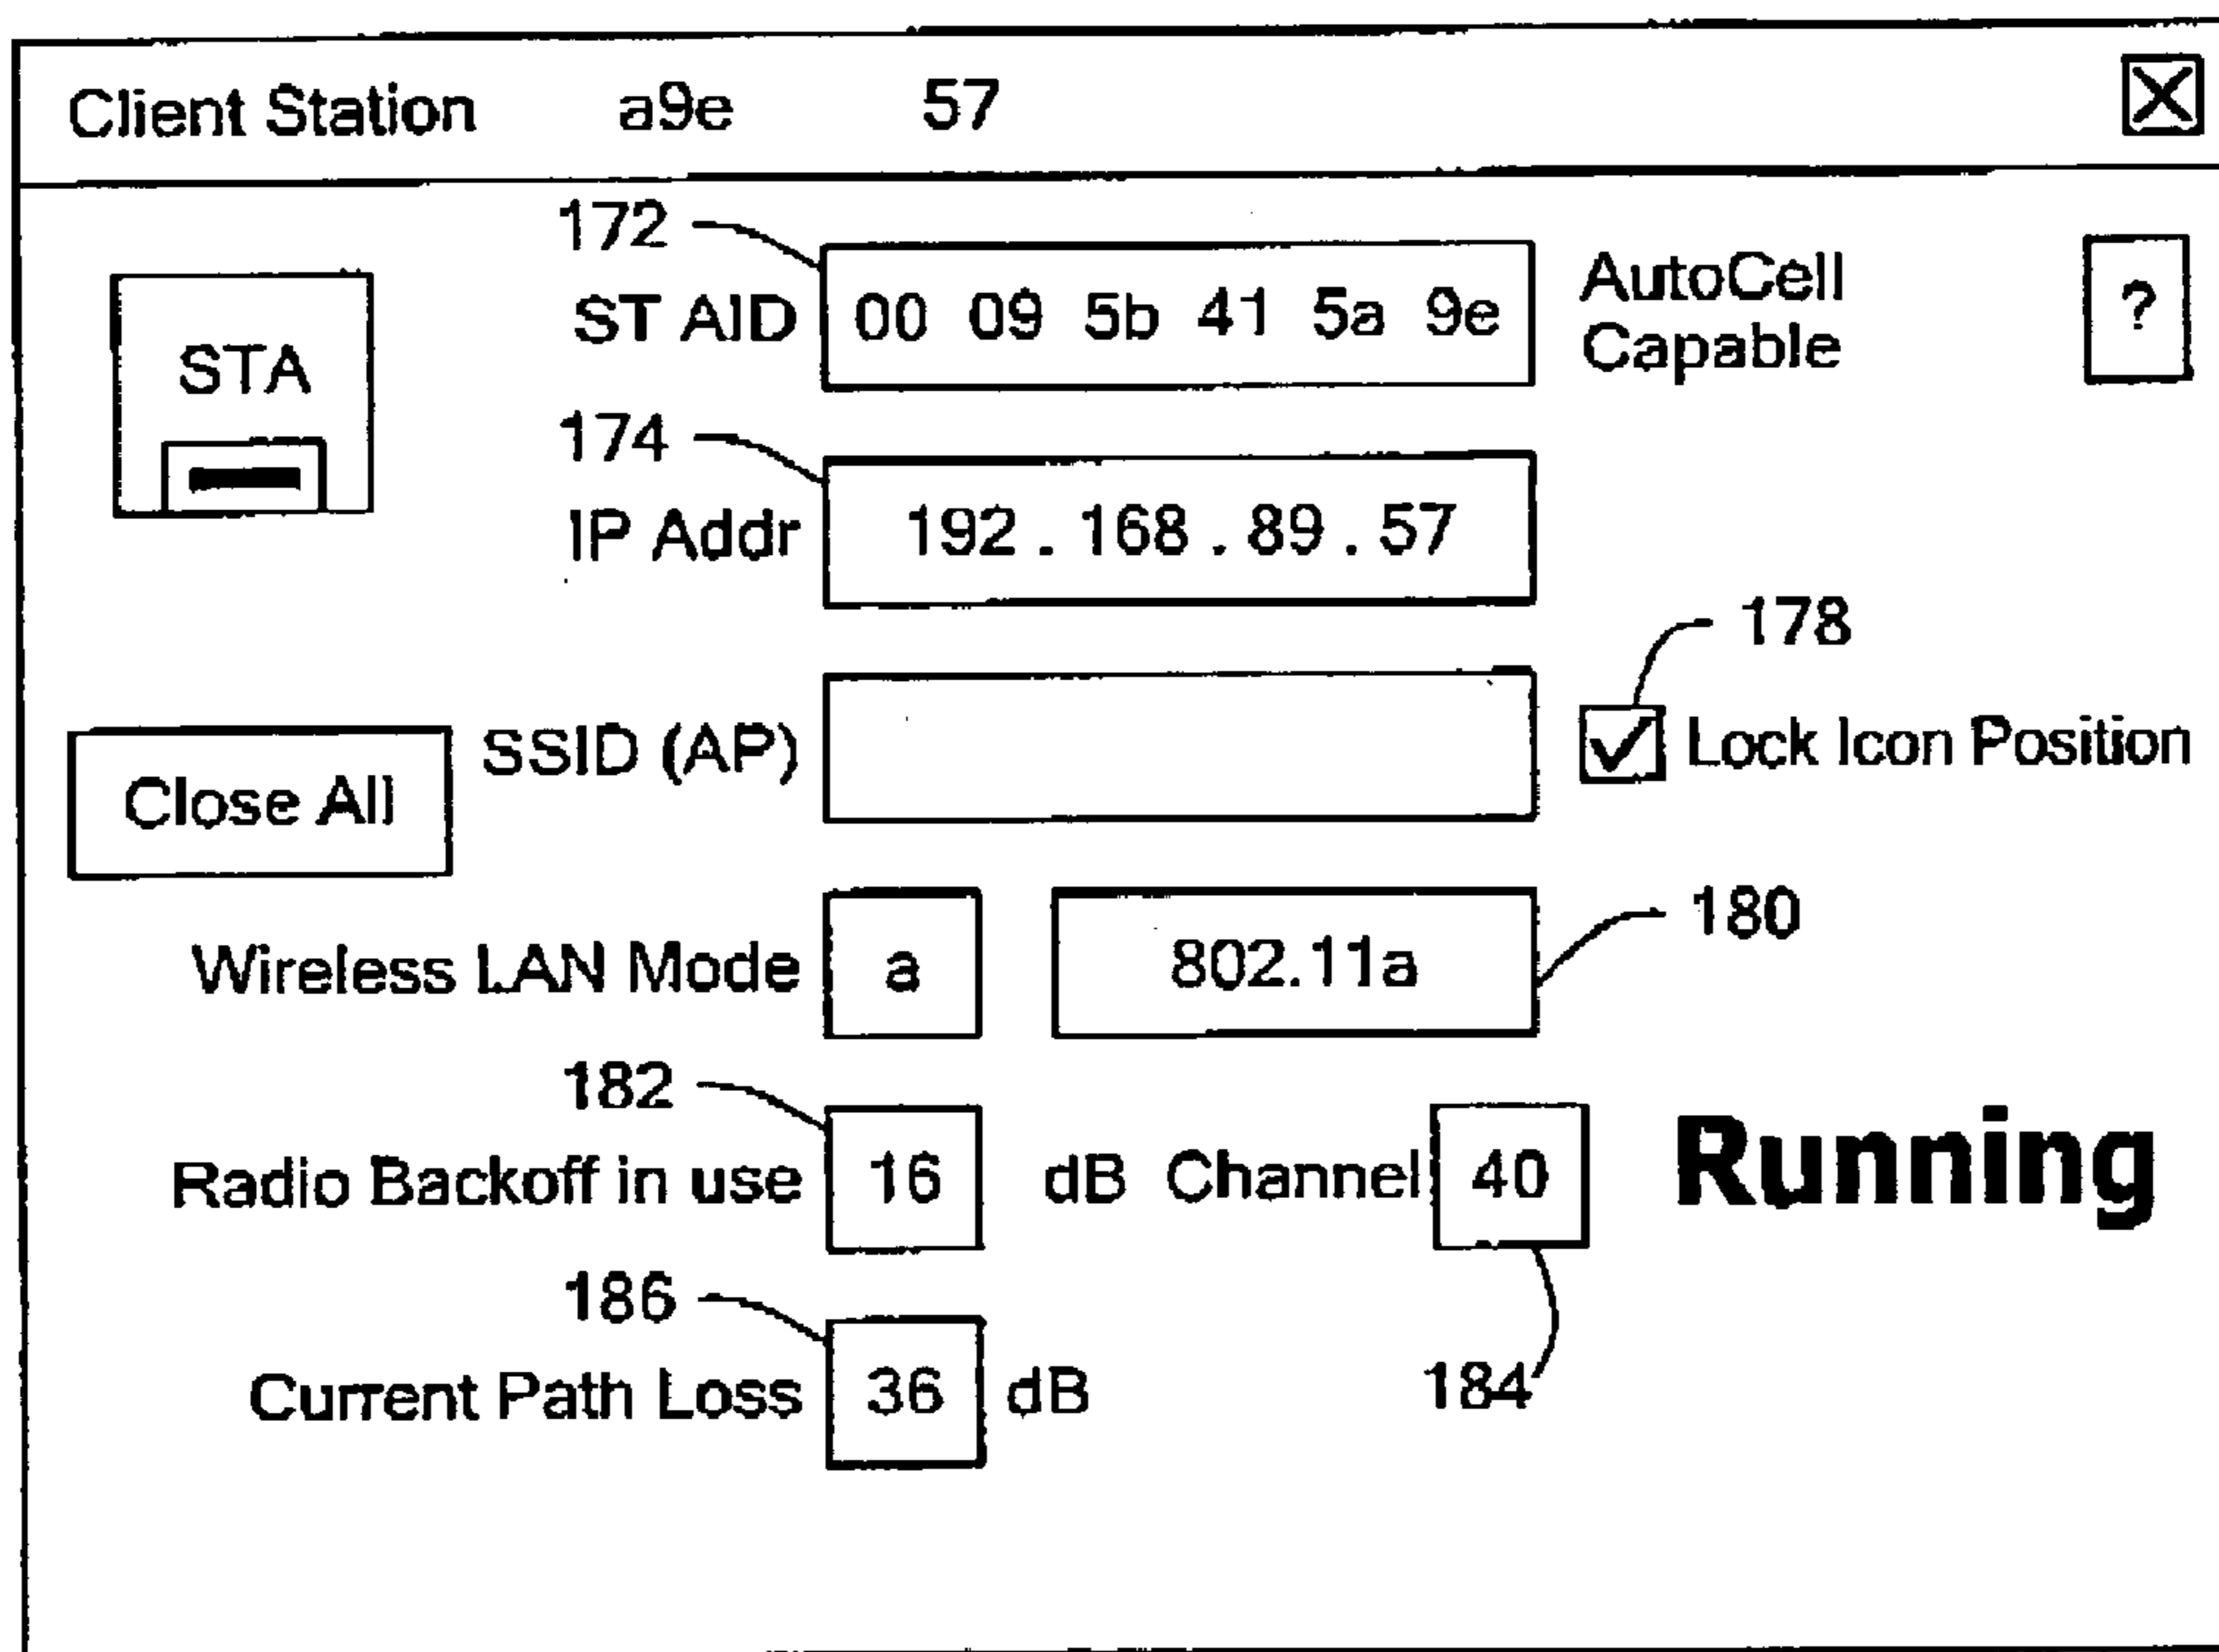 Client Station a9e 57
172
ST AID 00 09 5b 41 5a 9e AutoCell Capable ?
STA
174
IP Addr 192 . 168 . 89 . 57
178
SSID (AP) Lock Icon Position
Close All
180
Wireless LAN Mode a 802.11a
182
Radio Backoff in use 16 dB Channel 40 Running
186
Current Path Loss 36 dB 184